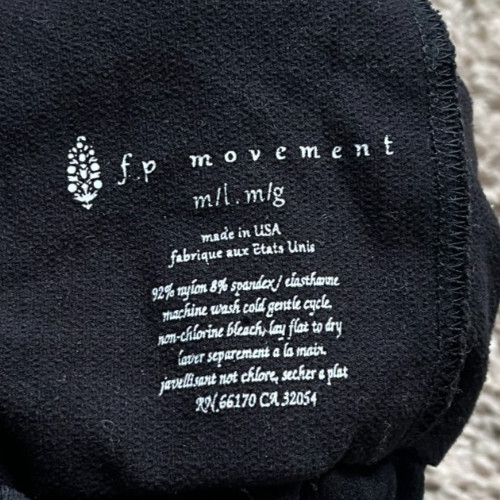 f.p movement
m/l . m/g
made in USA
fabrique aux Etats Unis
92% nylon 8% spandex / elasthanne
machine wash cold gentle cycle.
non-chlorine bleach, lay flat to dry
laver separement a la main.
javellisant not chlore, secher a plat
RN 66170 CA 32054